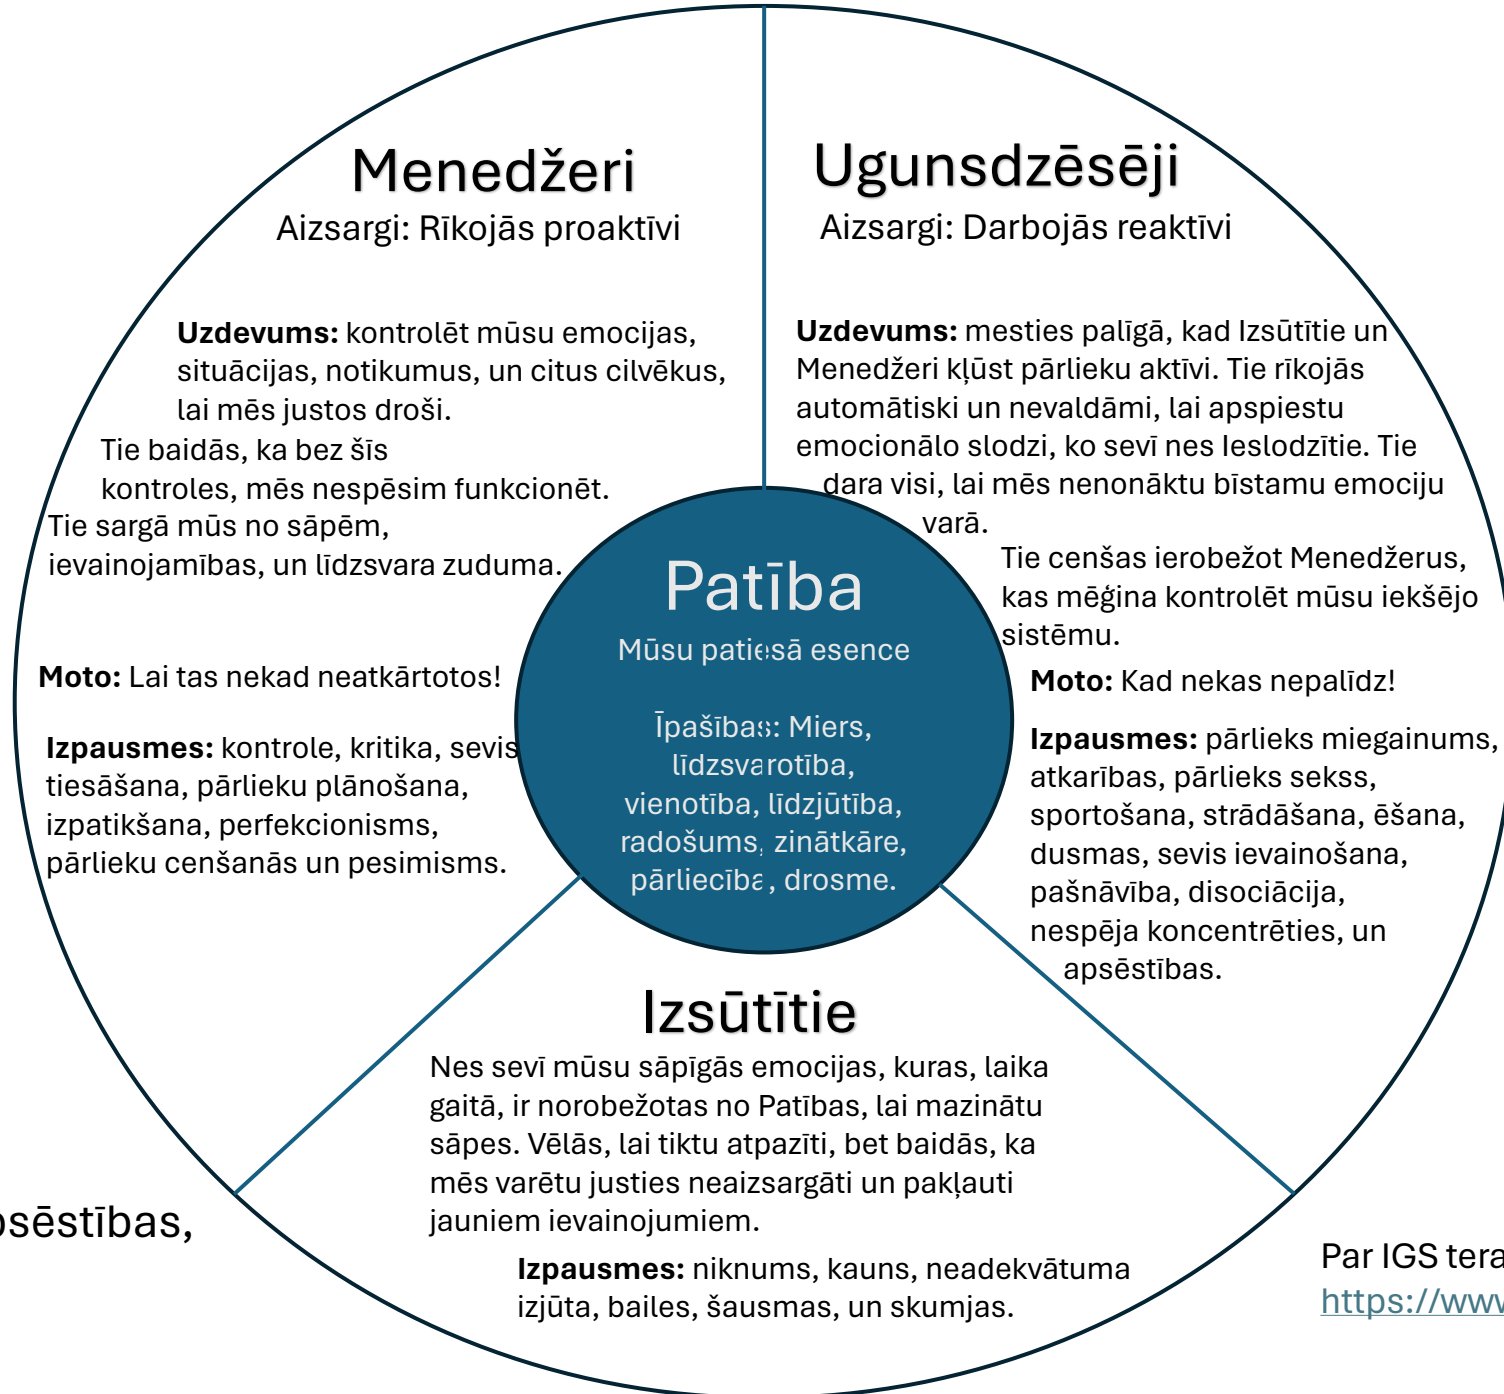 Menedžeri
Aizsargi: Rīkojās proaktīvi
Uzdevums: kontrolēt mūsu emocijas,
situācijas, notikumus, un citus cilvēkus,
lai mēs justos droši.
Tie baidās, ka bez šīs
kontroles, mēs nespēsim funkcionēt.
Tie sargā mūs no sāpēm,
ievainojamības, un līdzsvara zuduma.
Moto: Lai tas nekad neatkārtotos!
Izpausmes: kontrole, kritika, sevis
tiesāšana, pārlieku plānošana,
izpatikšana, perfekcionisms,
pārlieku cenšanās un pesimisms.
Ugunsdzēsēji
Aizsargi: Darbojās reaktīvi
Uzdevums: mesties palīgā, kad Izsūtītie un
Menedžeri kļūst pārlieku aktīvi. Tie rīkojās
automātiski un nevaldāmi, lai apspiestu
emocionālo slodzi, ko sevī nes Ieslodzītie. Tie
dara visi, lai mēs nenonāktu bīstamu emociju
varā.
Tie cenšas ierobežot Menedžerus,
kas mēģina kontrolēt mūsu iekšējo
sistēmu.
Moto: Kad nekas nepalīdz!
Izpausmes: pārlieks miegainums,
atkarības, pārlieks sekss,
sportošana, strādāšana, ēšana,
dusmas, sevis ievainošana,
pašnāvība, disociācija,
nespēja koncentrēties, un
apsēstības.
Patība
Mūsu patiesā esence
Īpašības: Miers,
līdzsvarotība,
vienotība, līdzjūtība,
radošums, zinātkāre,
pārliecība, drosme.
Izsūtītie
Nes sevī mūsu sāpīgās emocijas, kuras, laika
gaitā, ir norobežotas no Patības, lai mazinātu
sāpes. Vēlās, lai tiktu atpazīti, bet baidās, ka
mēs varētu justies neaizsargāti un pakļauti
jauniem ievainojumiem.
Izpausmes: niknums, kauns, neadekvātuma
izjūta, bailes, šausmas, un skumjas.
sēstības,
Par IGS tera
https://www